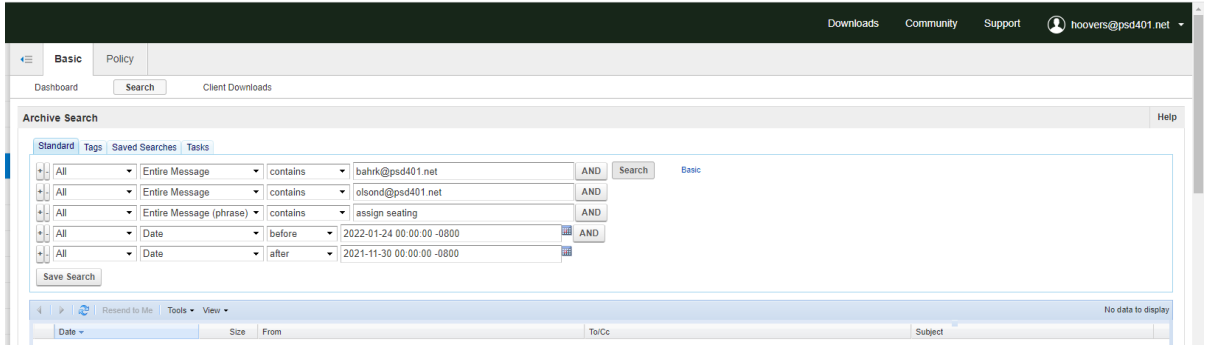 Downloads Community Support hoovers@psd401.net
Basic Policy
Dashboard Search Client Downloads
Archive Search Help
Standard Tags Saved Searches Tasks
+ - All Entire Message contains bahrk@psd401.net AND Search Basic
+ - All Entire Message contains olsond@psd401.net AND
+ - All Entire Message (phrase) contains assign seating AND
+ - All Date before 2022-01-24 00:00:00 -0800 AND
+ - All Date after 2021-11-30 00:00:00 -0800
Save Search
Resend to Me Tools View No data to display
Date Size From To/Cc Subject